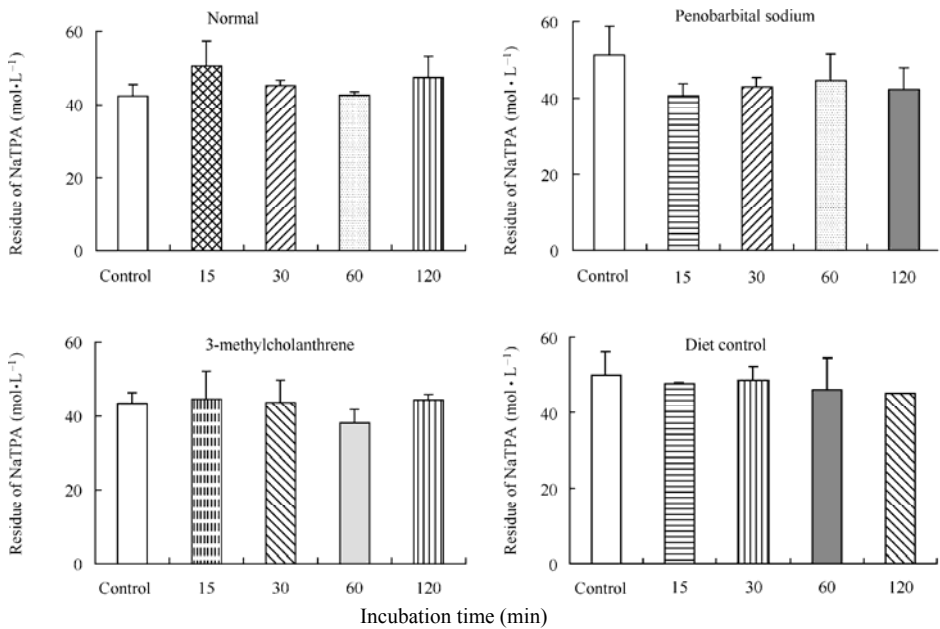 Normal
Residue of NaTPA (mol·L⁻¹)
60
40
20
0
Control 15 30 60 120
Penobarbital sodium
Residue of NaTPA (mol·L⁻¹)
60
40
20
0
Control 15 30 60 120
3-methylcholanthrene
Residue of NaTPA (mol·L⁻¹)
60
40
20
0
Control 15 30 60 120
Diet control
Residue of NaTPA (mol·L⁻¹)
60
40
20
0
Control 15 30 60 120
Incubation time (min)